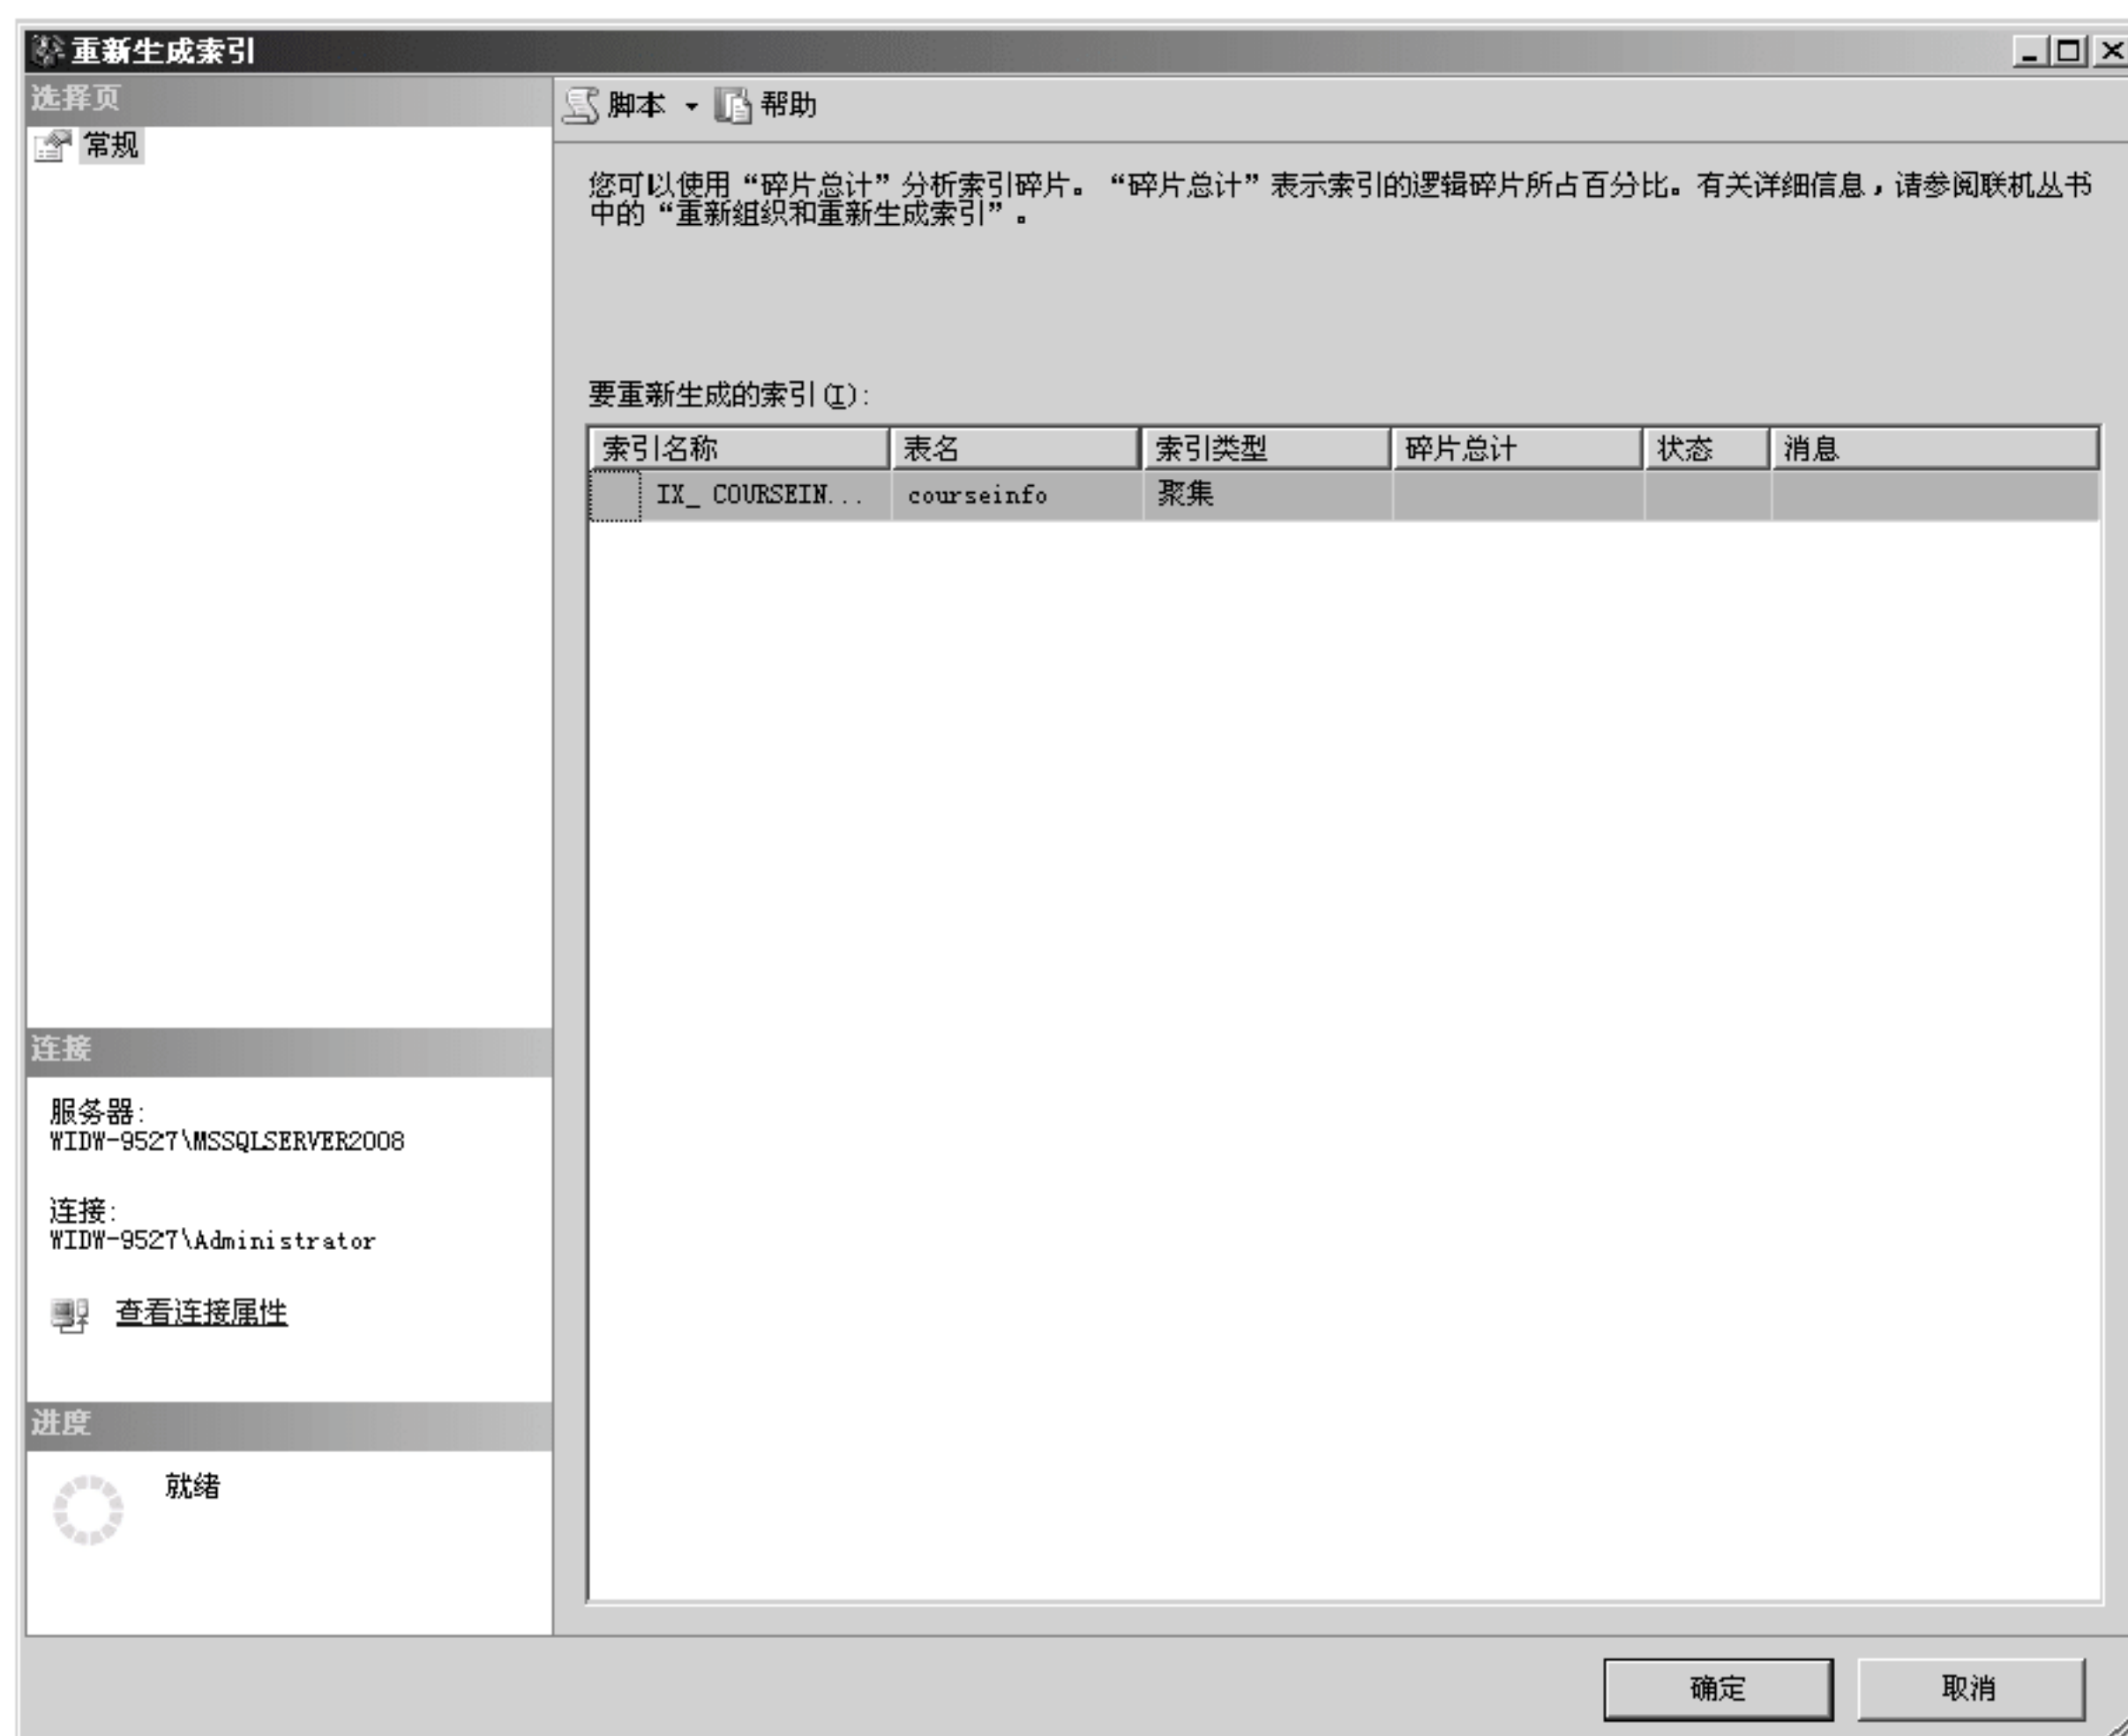 重新生成索引
选择页
常规
脚本 帮助
您可以使用“碎片总计”分析索引碎片。“碎片总计”表示索引的逻辑碎片所占百分比。有关详细信息，请参阅联机丛书
中的“重新组织和重新生成索引”。
要重新生成的索引(I):
索引名称 表名 索引类型 碎片总计 状态 消息
IX_ COURSEIN... courseinfo 聚集
连接
服务器:
WIDW-9527\MSSQLSERVER2008
连接:
WIDW-9527\Administrator
查看连接属性
进度
就绪
确定 取消